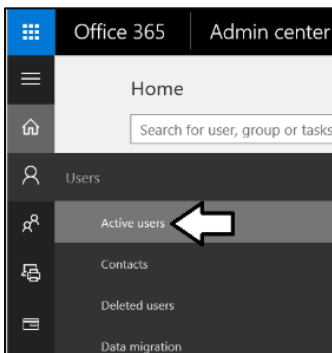 Office 365 Admin center
Home
Search for user, group or tasks
Users
Active users
Contacts
Deleted users
Data migration